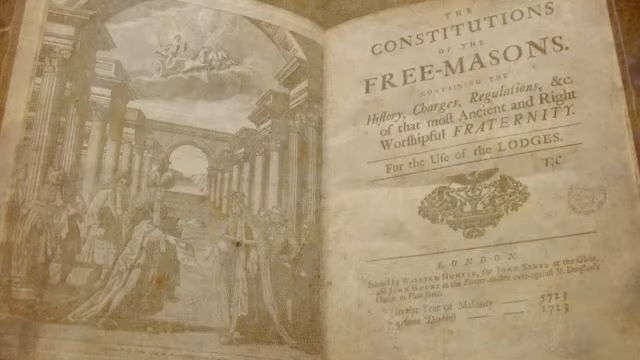 THE
CONSTITUTIONS
OF THE
FREE-MASONS.
CONTAINING THE
Hiſtory, Charges, Regulations, &c.
of that moſt Ancient and Right
Worſhipful FRATERNITY.
For the Uſe of the LODGES.
T.C.
LONDON
Printed by WILLIAM HUNTER, for JOHN SENEX at the Globe,
and JOHN HOOKE at the Flower-de-luce over-againſt St. Dunſtan's
Church, in Fleet-ſtreet.
In the Year of Maſonry — — 5723
Anno Domini — — 1723